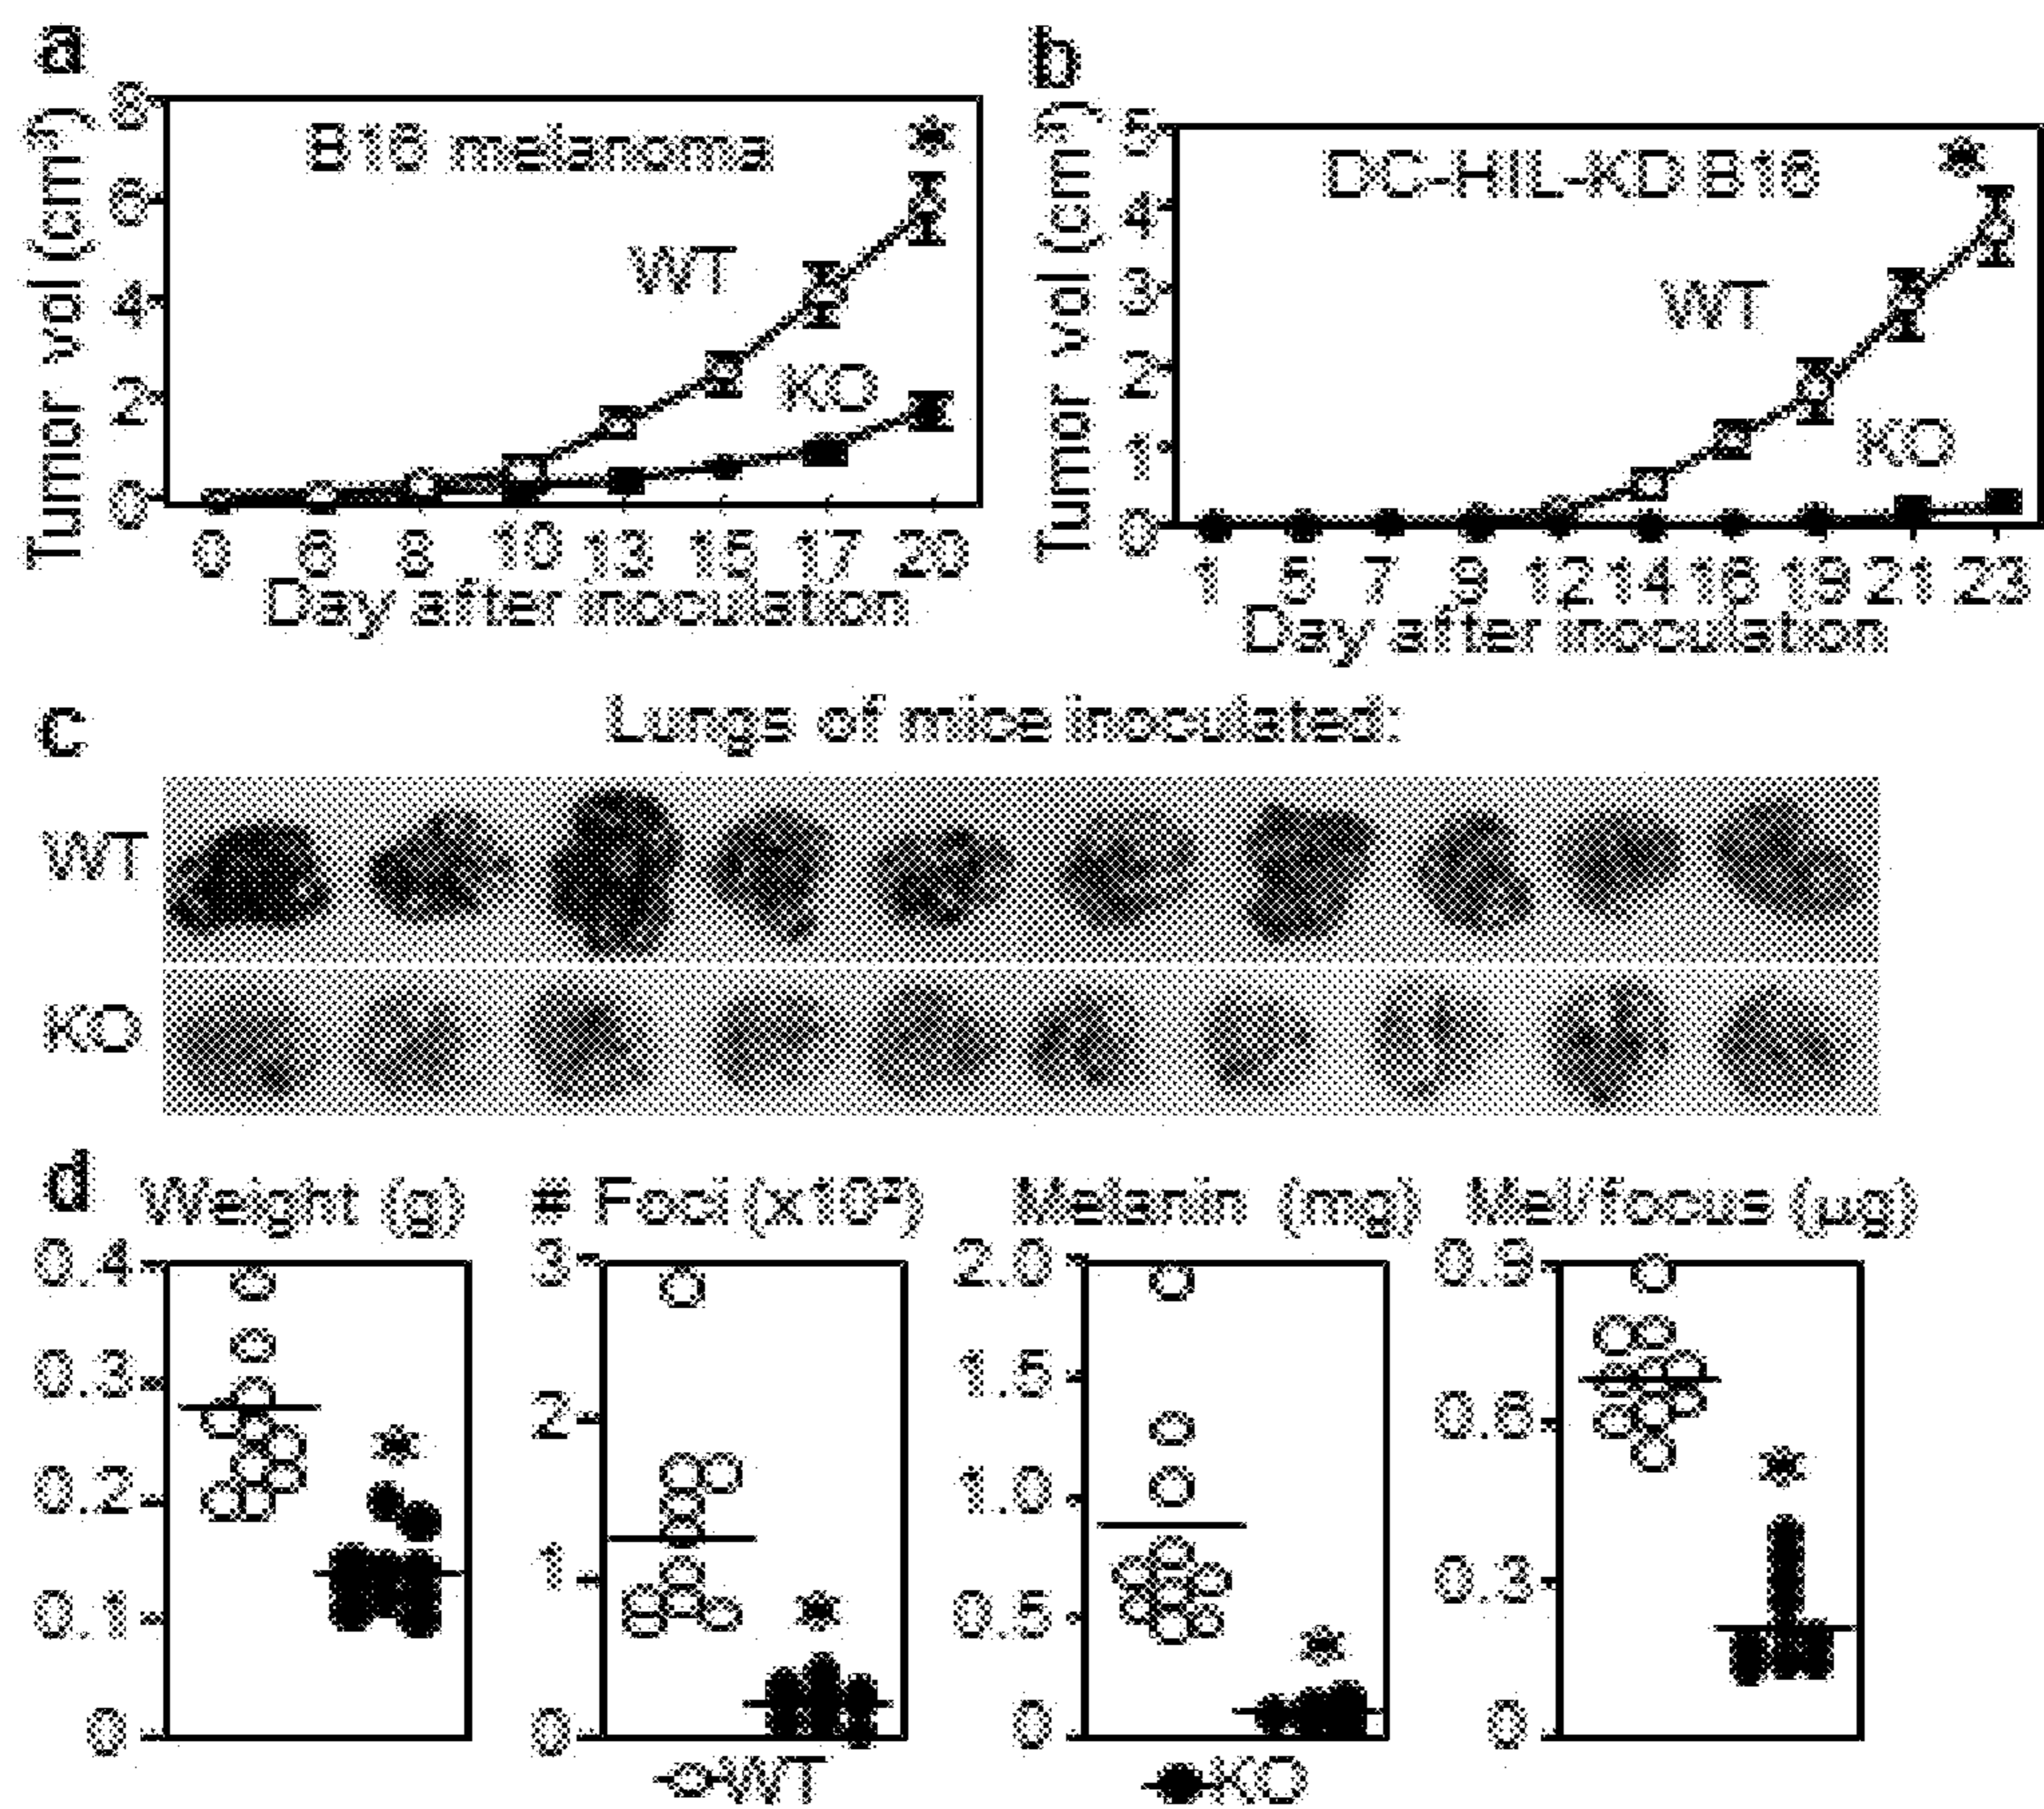 a
B16 melanoma
WT
KO
*
Tumor vol (cm³)
8
6
4
2
0
0 6 8 10 13 15 17 20
Day after inoculation
b
DC-HIL-KD B16
WT
KO
*
Tumor vol (cm³)
5
4
3
2
1
0
1 5 7 9 12 14 16 19 21 23
Day after inoculation
c
Lungs of mice inoculated:
WT
KO
d
Weight (g)
0.4
0.3
0.2
0.1
0
*
# Foci (x10²)
3
2
1
0
*
Melanin (mg)
2.0
1.5
1.0
0.5
0
*
Mel/focus (µg)
0.9
0.6
0.3
0
*
WT
KO